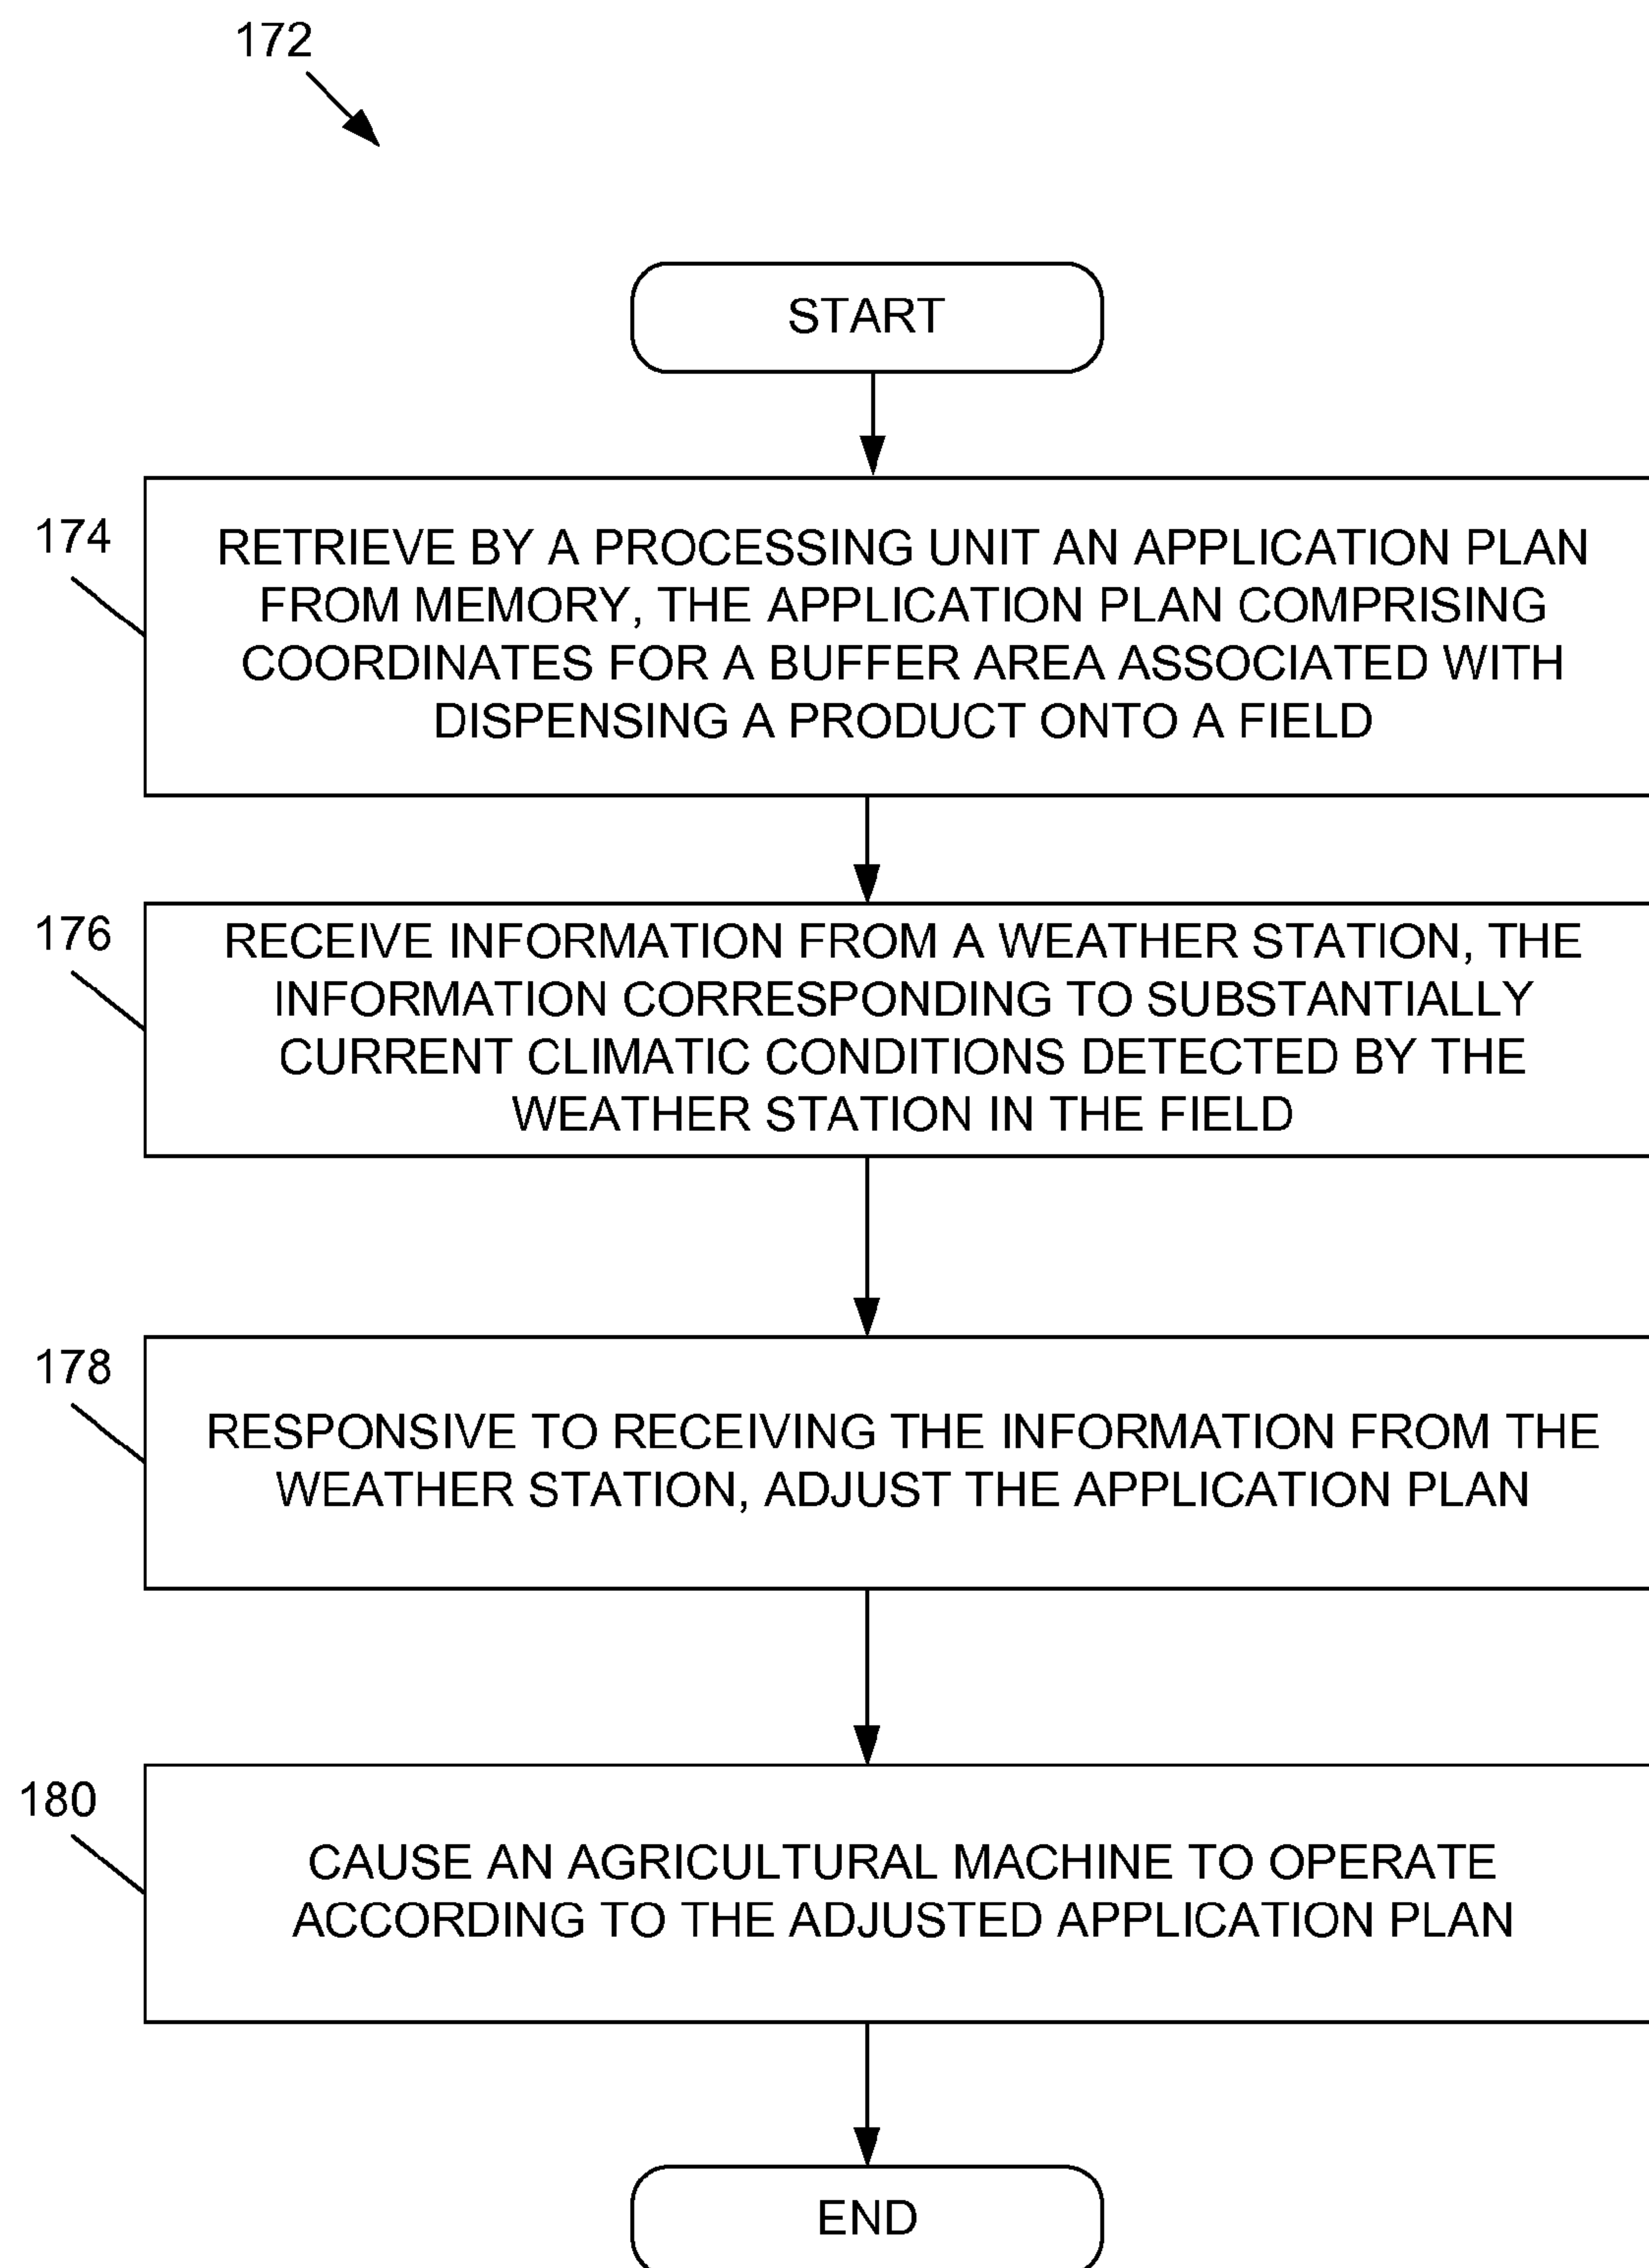 172
START
174
RETRIEVE BY A PROCESSING UNIT AN APPLICATION PLAN
FROM MEMORY, THE APPLICATION PLAN COMPRISING
COORDINATES FOR A BUFFER AREA ASSOCIATED WITH
DISPENSING A PRODUCT ONTO A FIELD
176
RECEIVE INFORMATION FROM A WEATHER STATION, THE
INFORMATION CORRESPONDING TO SUBSTANTIALLY
CURRENT CLIMATIC CONDITIONS DETECTED BY THE
WEATHER STATION IN THE FIELD
178
RESPONSIVE TO RECEIVING THE INFORMATION FROM THE
WEATHER STATION, ADJUST THE APPLICATION PLAN
180
CAUSE AN AGRICULTURAL MACHINE TO OPERATE
ACCORDING TO THE ADJUSTED APPLICATION PLAN
END